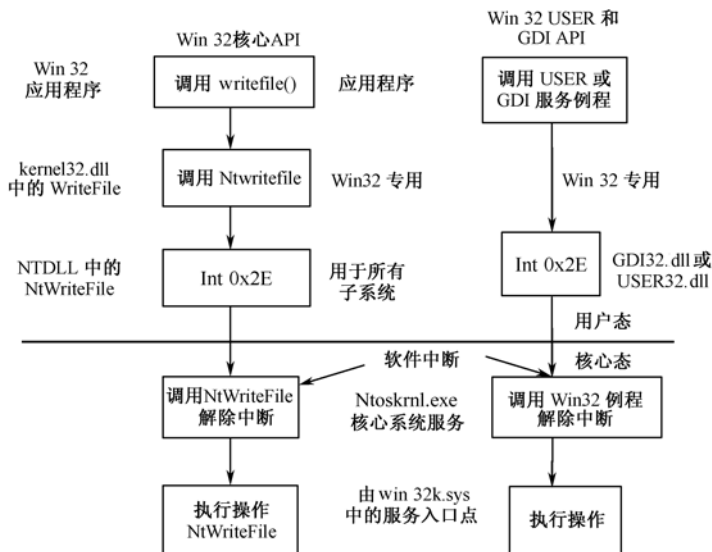 Win 32核心API
Win 32 USER 和
GDI API
Win 32
应用程序
调用 writefile()
应用程序
调用 USER 或
GDI 服务例程
kernel32.dll
中的 WriteFile
调用 Ntwritefile
Win32 专用
Win 32 专用
NTDLL 中的
NtWriteFile
Int 0x2E
用于所有
子系统
Int 0x2E
GDI32.dll或
USER32.dll
用户态
软件中断
核心态
调用NtWriteFile
解除中断
Ntoskrnl.exe
核心系统服务
调用 Win32 例程
解除中断
执行操作
NtWriteFile
由win 32k.sys
中的服务入口点
执行操作